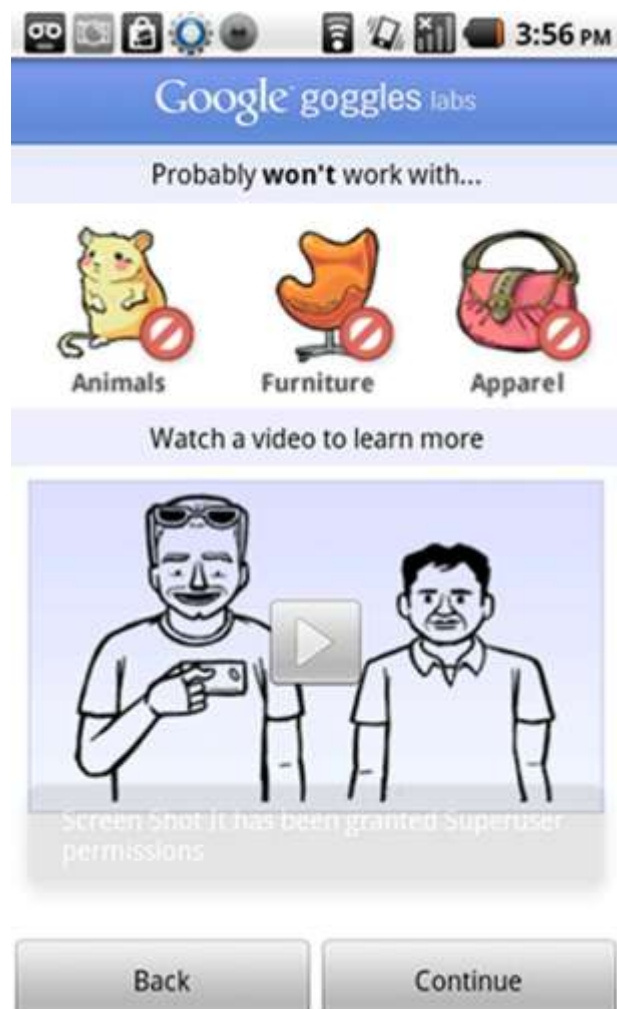 3:56 PM
Google goggles labs
Probably won't work with...
Animals Furniture Apparel
Watch a video to learn more
Screen Shot It has been granted Superuser
permissions
Back Continue